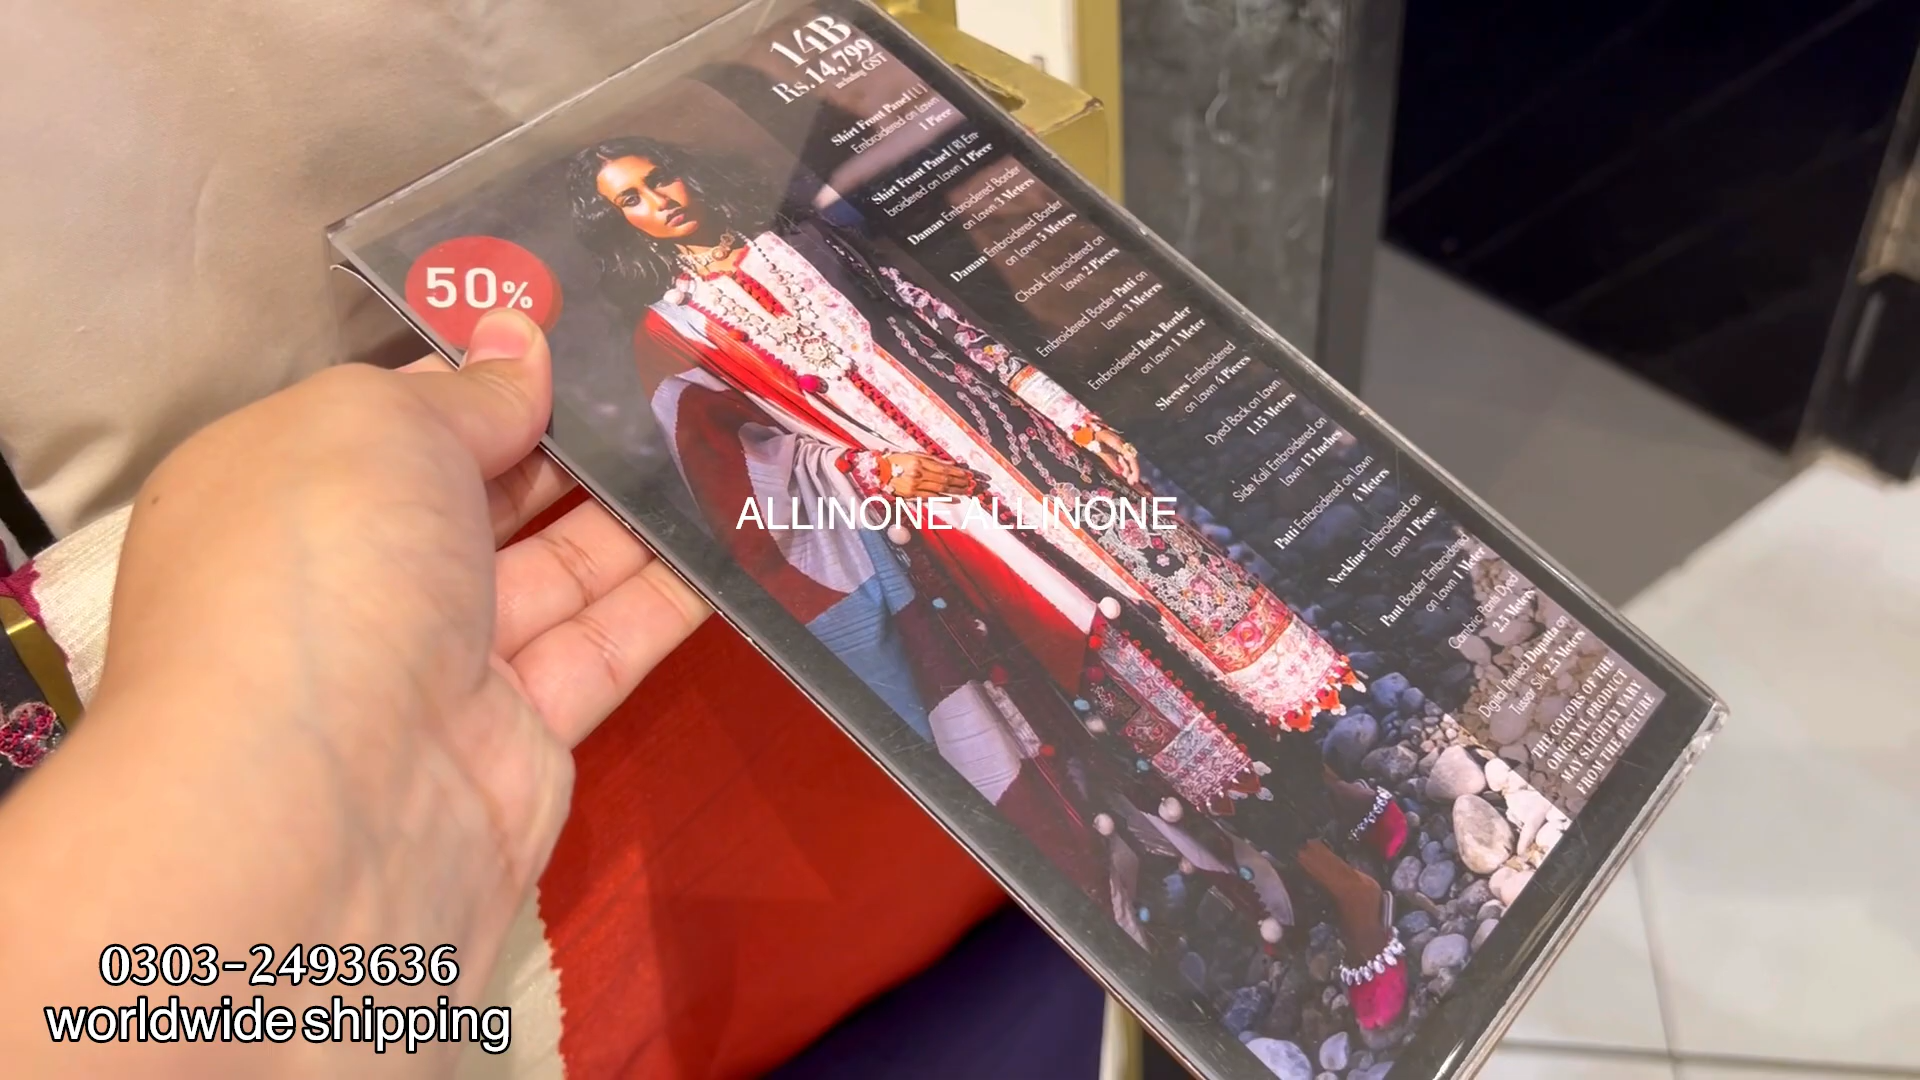 14B
Rs.14,799
including GST
Shirt Front Panel (L)
Embroidered on Lawn
1 Piece
Shirt Front Panel (R) Em-
broidered on Lawn 1 Piece
Daman Embroidered Border
on Lawn 3 Meters
Daman Embroidered Border
on Lawn 5 Meters
Chaak Embroidered on
Lawn 2 Pieces
Embroidered Border Patti on
Lawn 3 Meters
Embroidered Back Border
on Lawn 1 Meter
Sleeves Embroidered
on Lawn 4 Pieces
Dyed Back on Lawn
1.15 Meters
Side Kali Embroidered on
Lawn 13 Inches
Patti Embroidered on Lawn
4 Meters
Neckline Embroidered on
Lawn 1 Piece
Pant Border Embroidered
on Lawn 1 Meter
Cambric Pants Dyed
2.5 Meters
Digital Printed Dupatta on
Tussar Silk 2.5 Meters
THE COLORS OF THE
ORIGINAL PRODUCT
MAY SLIGHTLY VARY
FROM THE PICTURE
50%
ALLINONE ALLINONE
0303-2493636
worldwide shipping